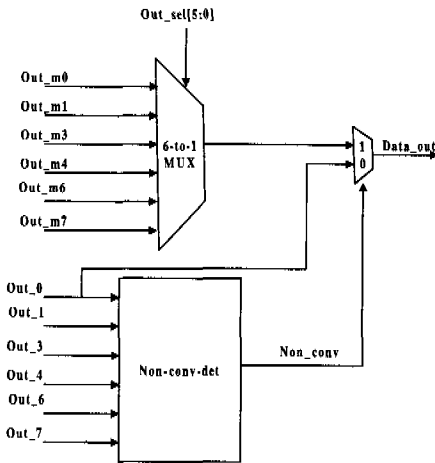 Out_sel[5:0]
Out_m0
Out_m1
Out_m3
Out_m4
Out_m6
Out_m7
6-to-1
MUX
1
0
Data_out
Out_0
Out_1
Out_3
Out_4
Out_6
Out_7
Non-conv-det
Non_conv